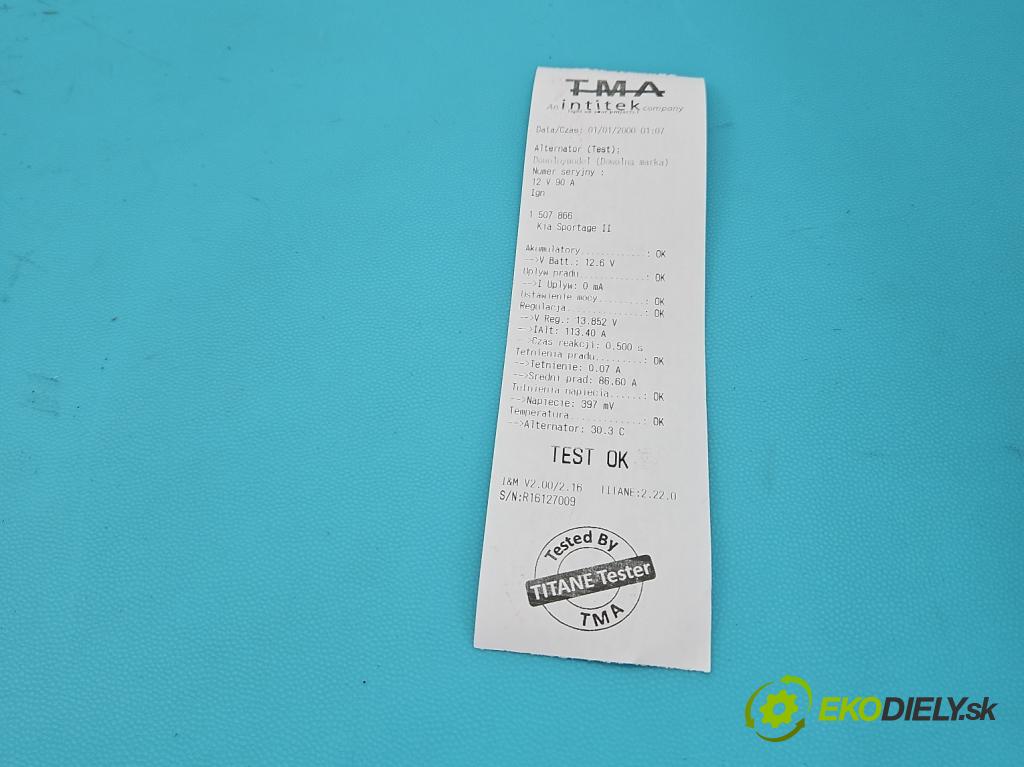 TMA
An intitek company
Data/Czas: 01/01/2000 01:07
Alternator (Test):
Dowolnymodel (Dowolna marka)
Numer seryjny :
12 V 90 A
Ign
1 507 866
Kia Sportage II
Akumulatory............: OK
-->V Batt.: 12.6 V
Uplyw pradu............: OK
-->I Uplyw: 0 mA
Ustawienie mocy........: OK
Regulacja..............: OK
-->V Reg.: 13.852 V
-->IAlt: 113.40 A
-->Czas reakcji: 0.500 s
Tetnienia pradu........: OK
-->Tetnienie: 0.07 A
-->Sredni prad: 86.60 A
Tetnienia napiecia.....: OK
-->Napiecie: 397 mV
Temperatura............: OK
-->Alternator: 30.3 C
TEST OK
I&M V2.00/2.16 TITANE:2.22.0
S/N:R16127009
Tested By
TITANE Tester
TMA
EKODIELY.sk